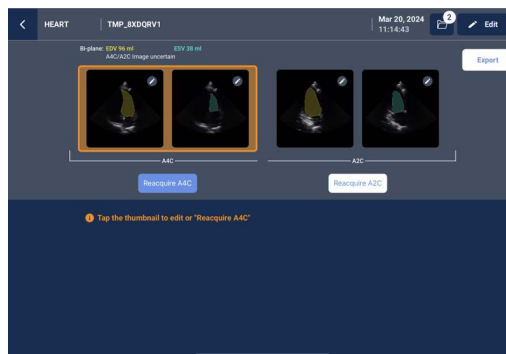 HEART
TMP_8XDQRV1
Mar 20, 2024
11:14:43
2
Edit
Bi-plane: EDV 96 ml ESV 38 ml
A4C/A2C Image uncertain
Export
A4C
A2C
Reacquire A4C
Reacquire A2C
Tap the thumbnail to edit or "Reacquire A4C"